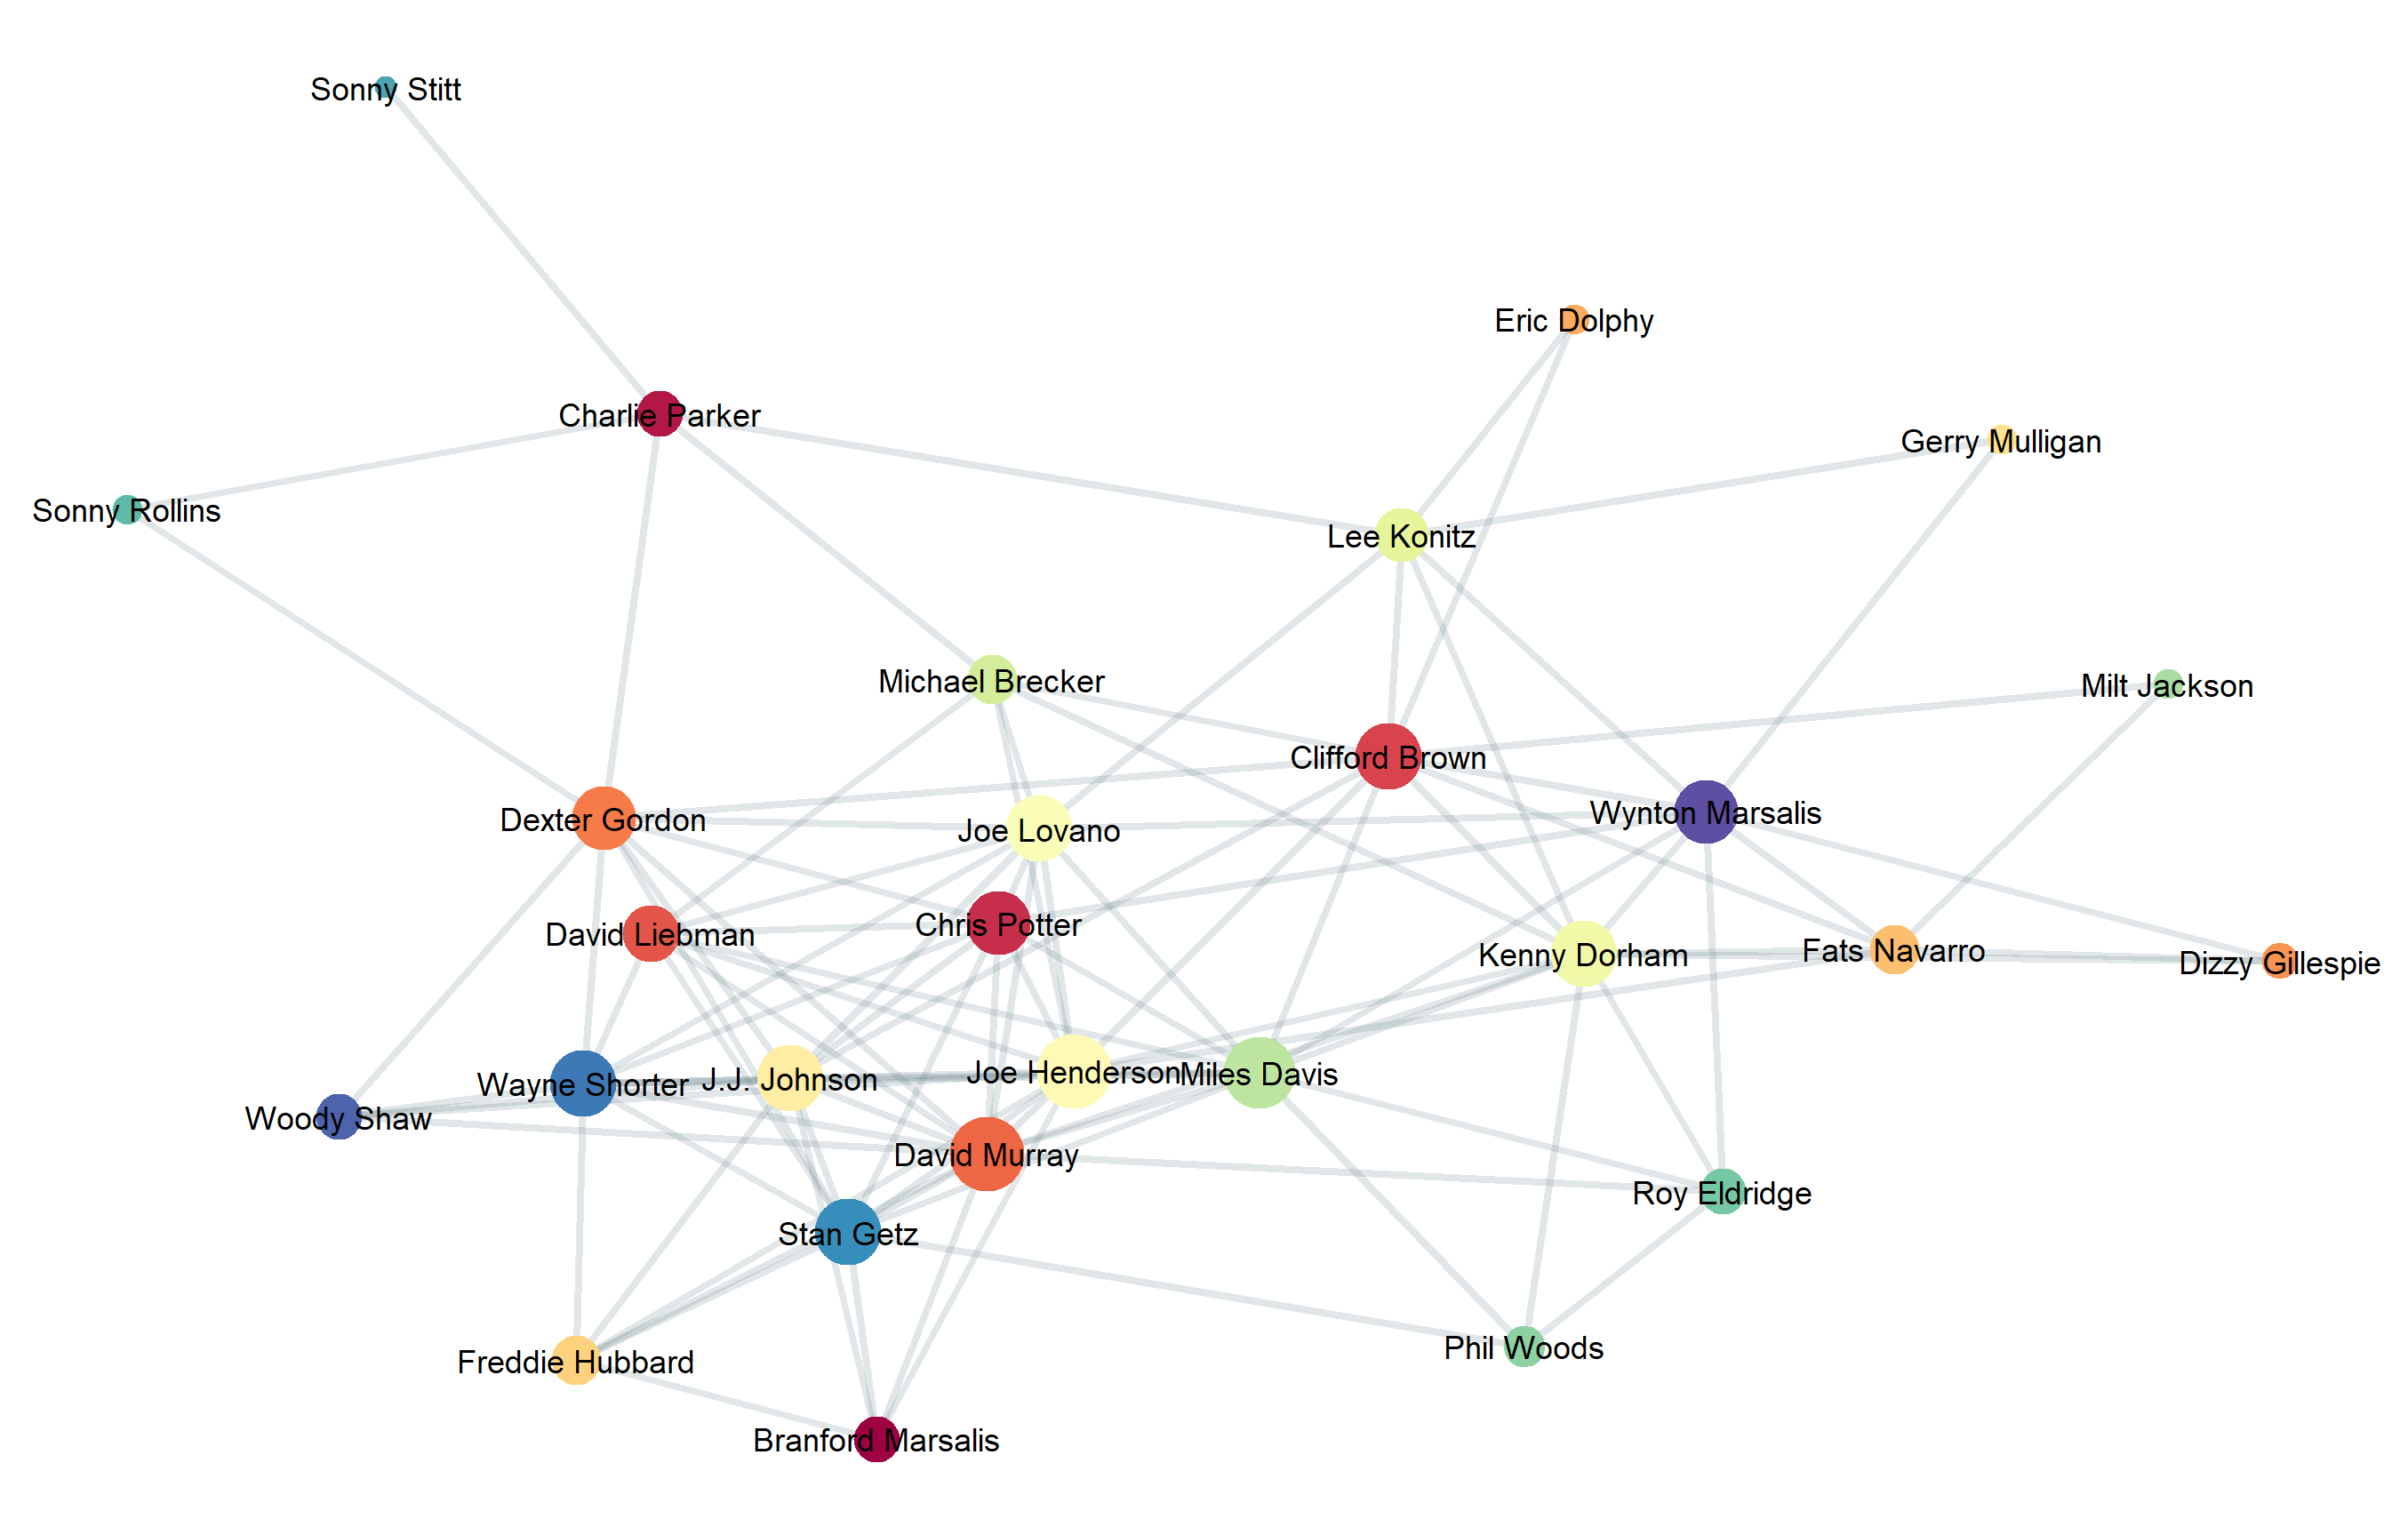 Sonny Stitt
Eric Dolphy
Charlie Parker
Gerry Mulligan
Sonny Rollins
Lee Konitz
Michael Brecker
Milt Jackson
Clifford Brown
Dexter Gordon
Joe Lovano
Wynton Marsalis
David Liebman
Chris Potter
Kenny Dorham
Fats Navarro
Dizzy Gillespie
Wayne Shorter
J.J. Johnson
Joe Henderson
Miles Davis
Woody Shaw
David Murray
Roy Eldridge
Stan Getz
Phil Woods
Freddie Hubbard
Branford Marsalis